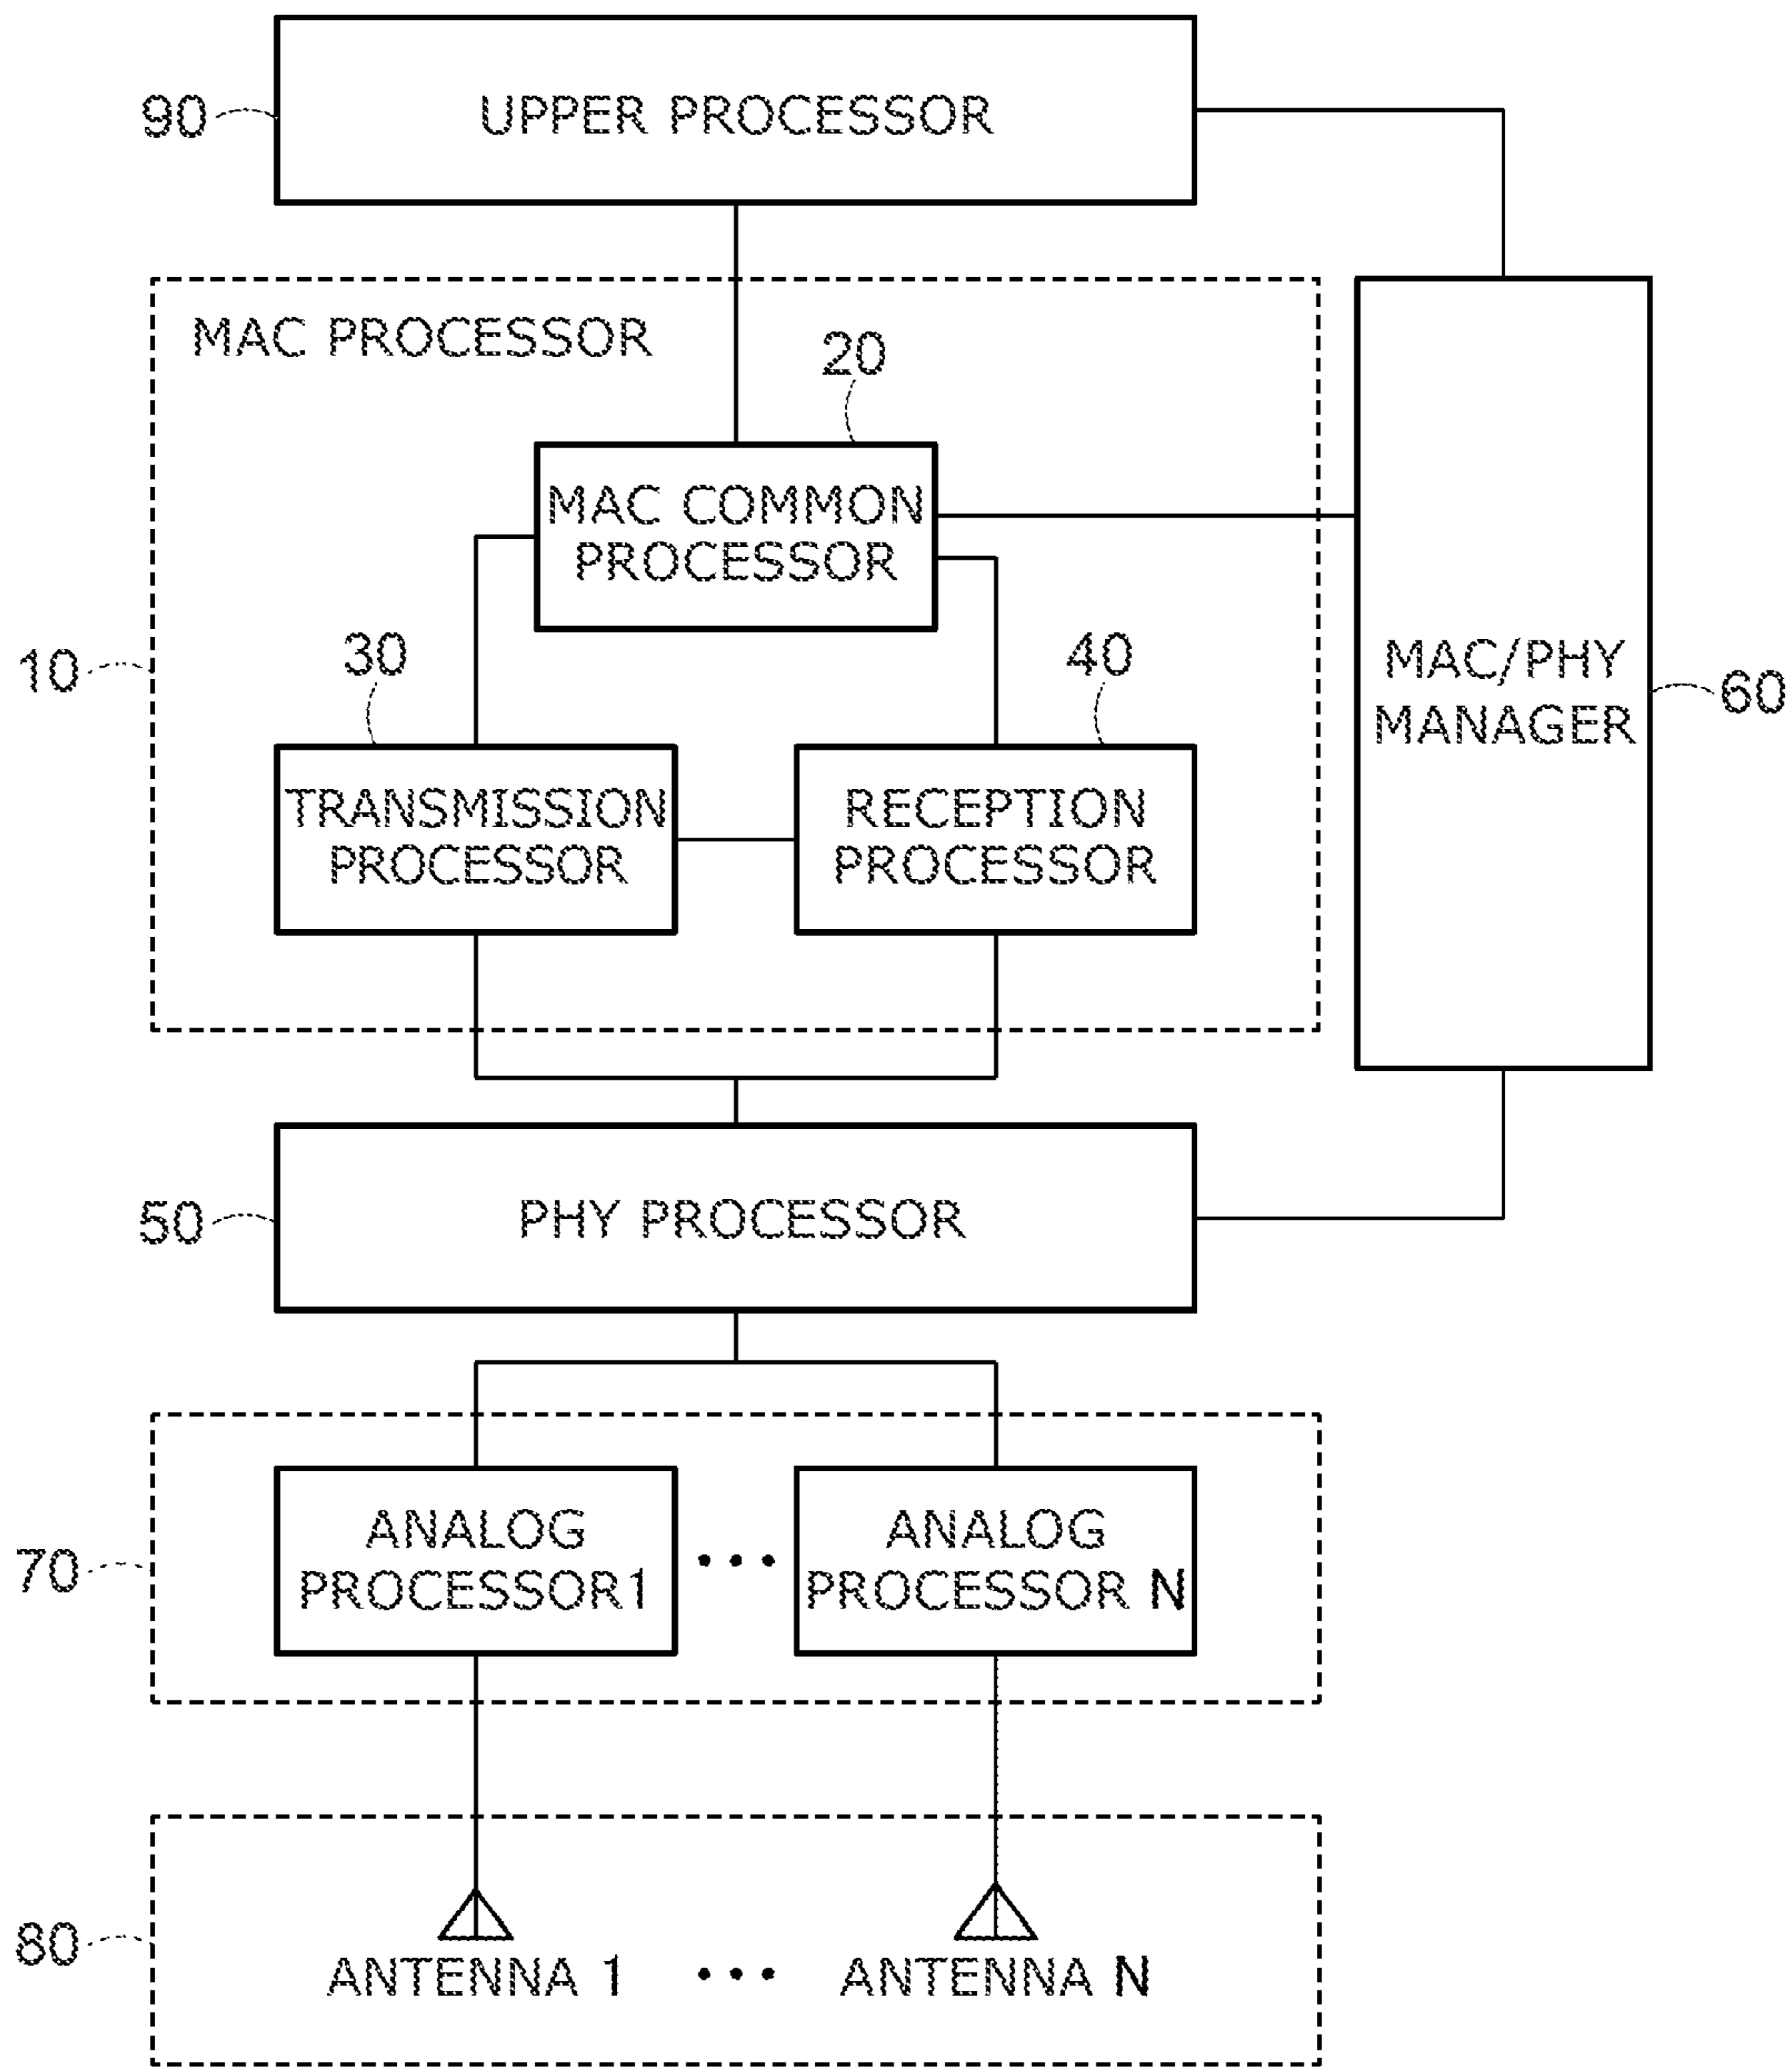 90
UPPER PROCESSOR
MAC PROCESSOR
20
MAC COMMON
PROCESSOR
10
30
40
MAC/PHY
MANAGER
60
TRANSMISSION
PROCESSOR
RECEPTION
PROCESSOR
50
PHY PROCESSOR
70
ANALOG
PROCESSOR1
•••
ANALOG
PROCESSOR N
80
ANTENNA 1
•••
ANTENNA N